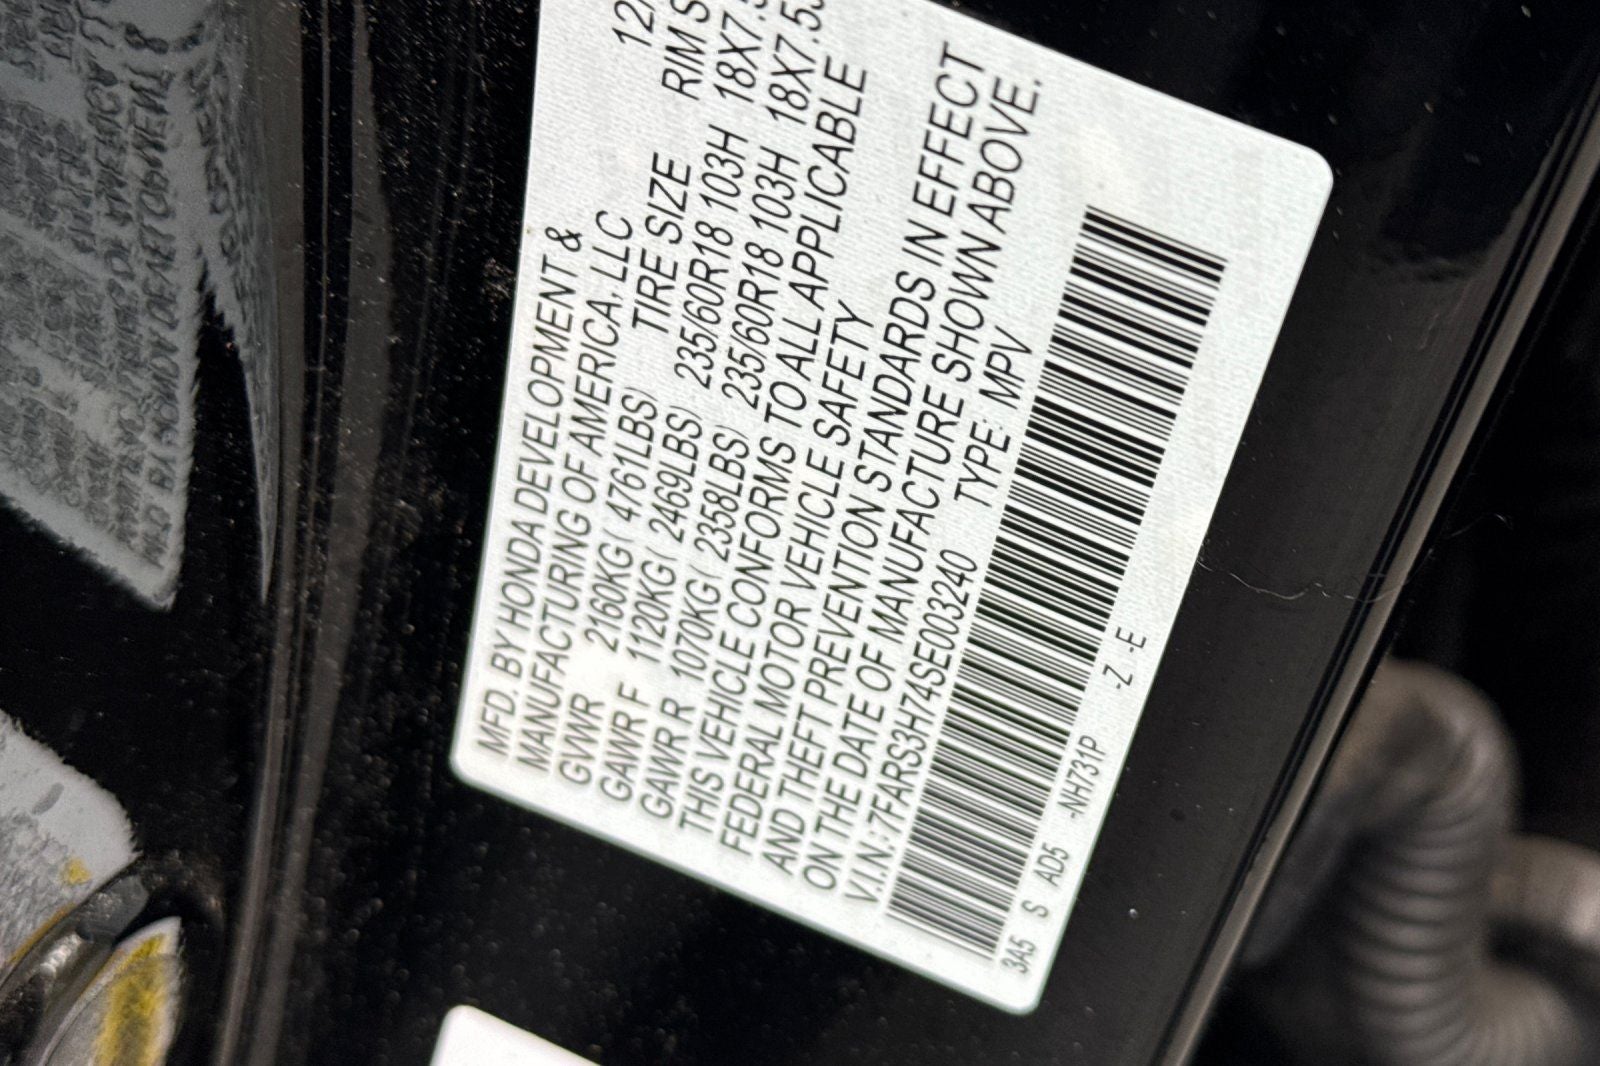 MFD. BY HONDA DEVELOPMENT &
MANUFACTURING OF AMERICA, LLC 12/
GVWR 2160KG( 4761LBS) TIRE SIZE RIM S
GAWR F 1120KG( 2469LBS) 235/60R18 103H 18X7.5
GAWR R 1070KG( 2358LBS) 235/60R18 103H 18X7.5J
THIS VEHICLE CONFORMS TO ALL APPLICABLE
FEDERAL MOTOR VEHICLE SAFETY
AND THEFT PREVENTION STANDARDS IN EFFECT
ON THE DATE OF MANUFACTURE SHOWN ABOVE.
V.I.N.: 7FARS3H74SE003240 TYPE: MPV
3A5 S AD5 -NH731P -Z -E